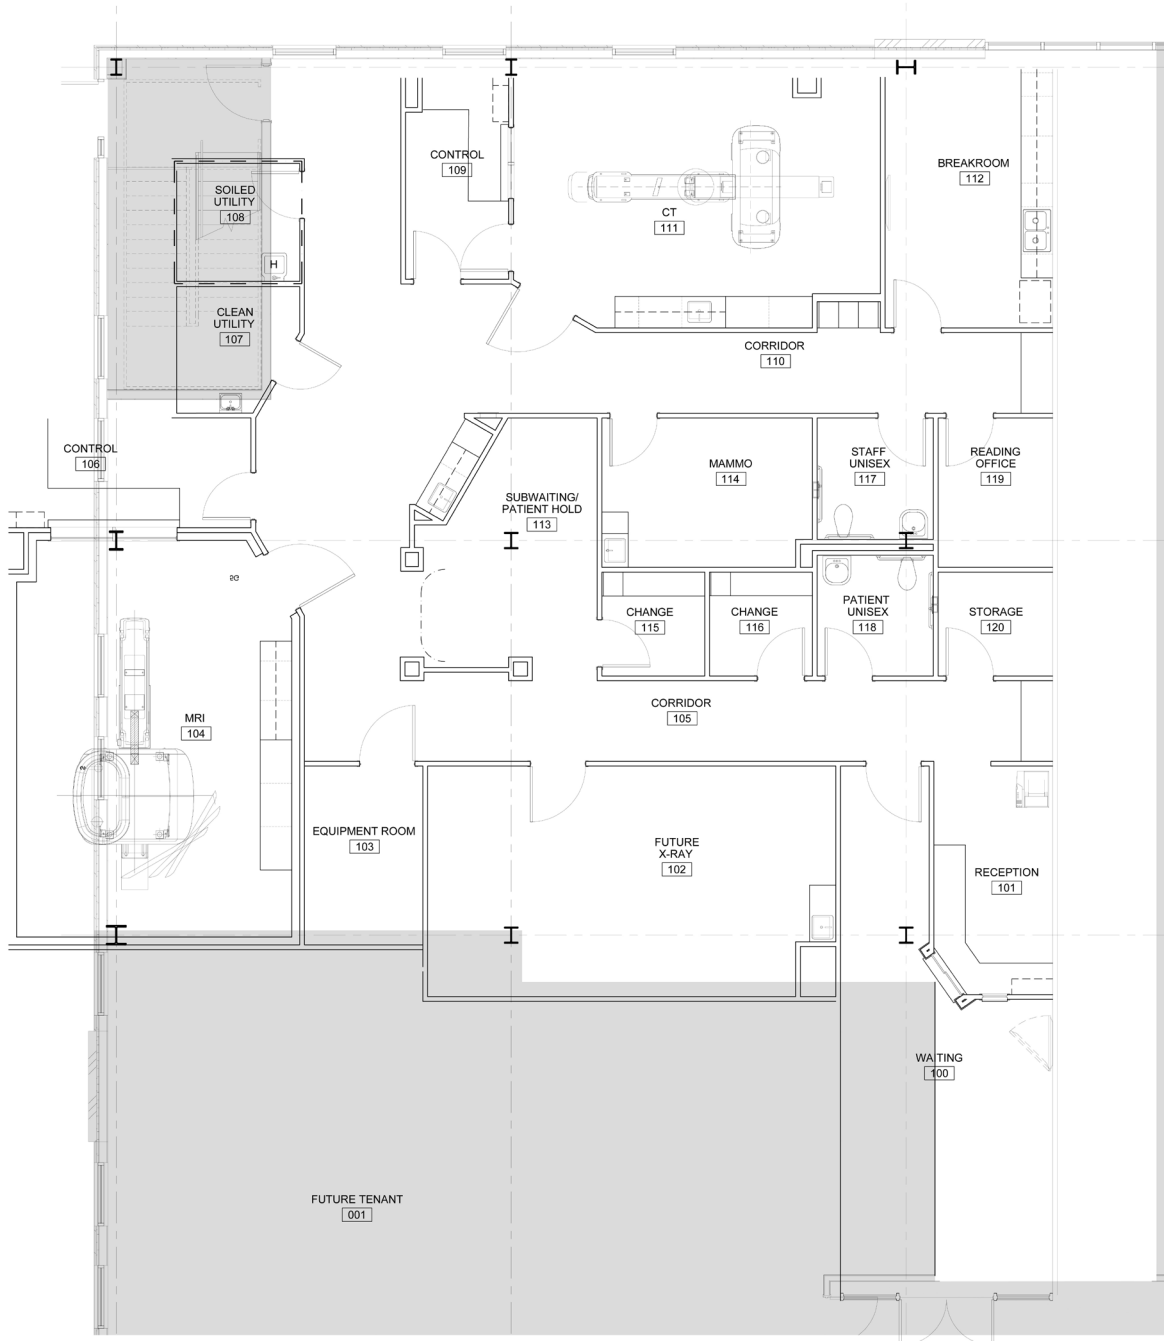 CONTROL
109
BREAKROOM
112
SOILED
UTILITY
108
CT
111
H
CLEAN
UTILITY
107
CORRIDOR
110
CONTROL
106
MAMMO
114
STAFF
UNISEX
117
READING
OFFICE
119
SUBWAITING/
PATIENT HOLD
113
5G
CHANGE
115
CHANGE
116
PATIENT
UNISEX
118
STORAGE
120
CORRIDOR
105
MRI
104
2
EQUIPMENT ROOM
103
FUTURE
X-RAY
102
RECEPTION
101
WAITING
100
FUTURE TENANT
001